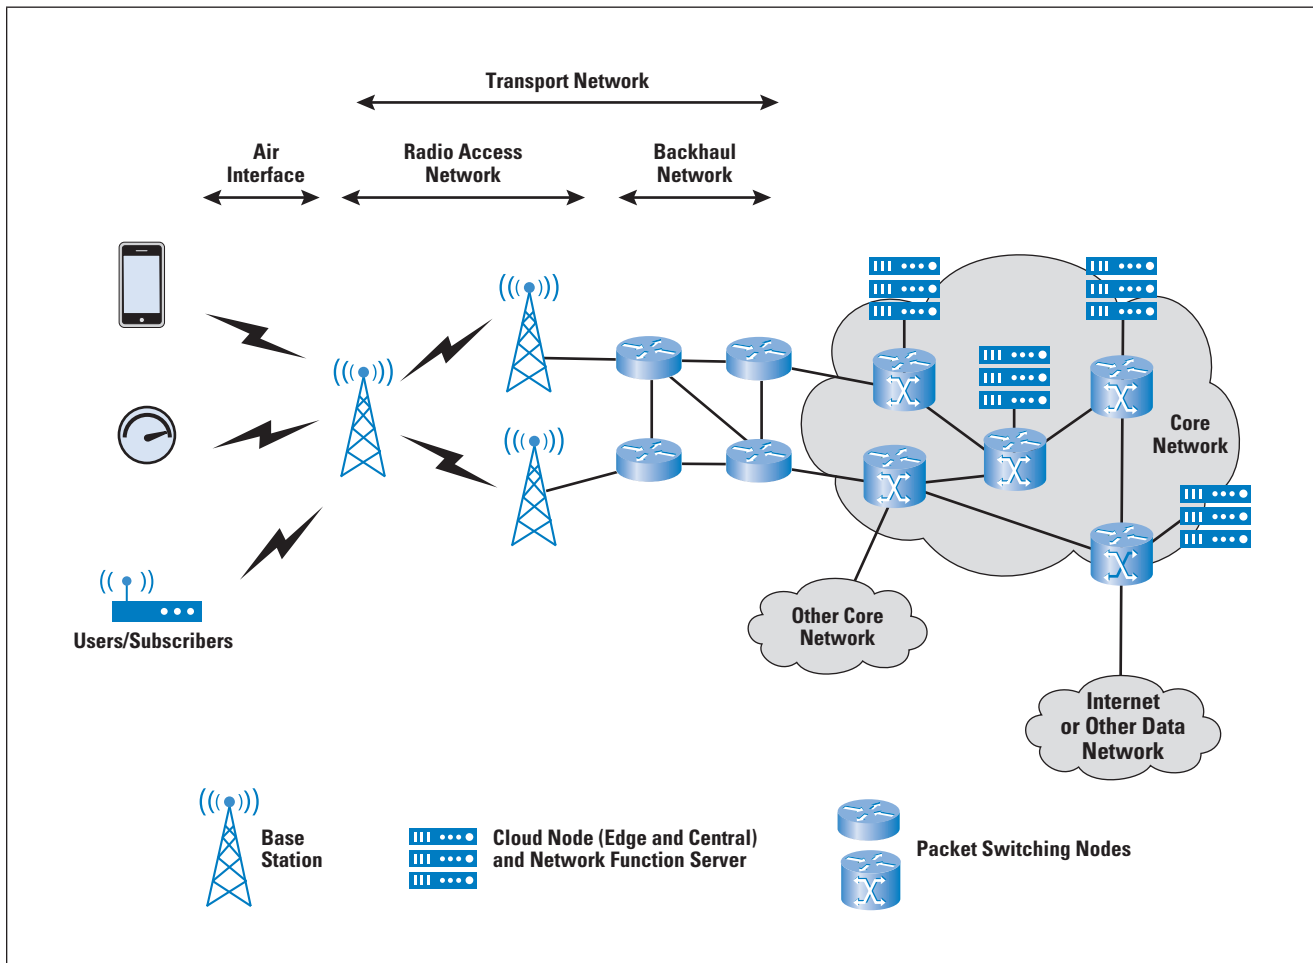 Transport Network
Air
Interface
Radio Access
Network
Backhaul
Network
Core
Network
Users/Subscribers
Other Core
Network
Internet
or Other Data
Network
Base
Station
Cloud Node (Edge and Central)
and Network Function Server
Packet Switching Nodes